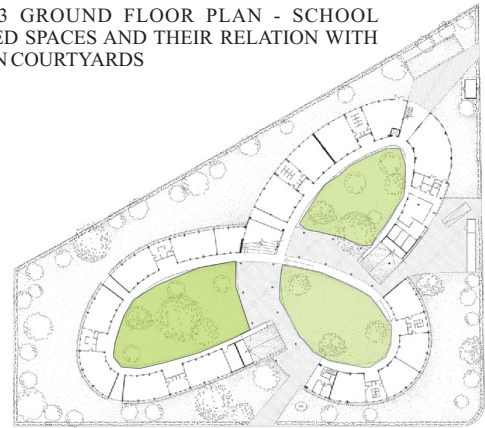 3 GROUND FLOOR PLAN - SCHOOL
ED SPACES AND THEIR RELATION WITH
N COURTYARDS